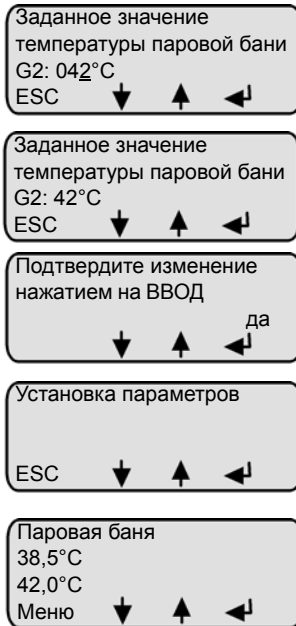 Заданное значение
температуры паровой бани
G2: 042°C
ESC
Заданное значение
температуры паровой бани
G2: 42°C
ESC
Подтвердите изменение
нажатием на ВВОД
да
Установка параметров
ESC
Паровая баня
38,5°C
42,0°C
Меню